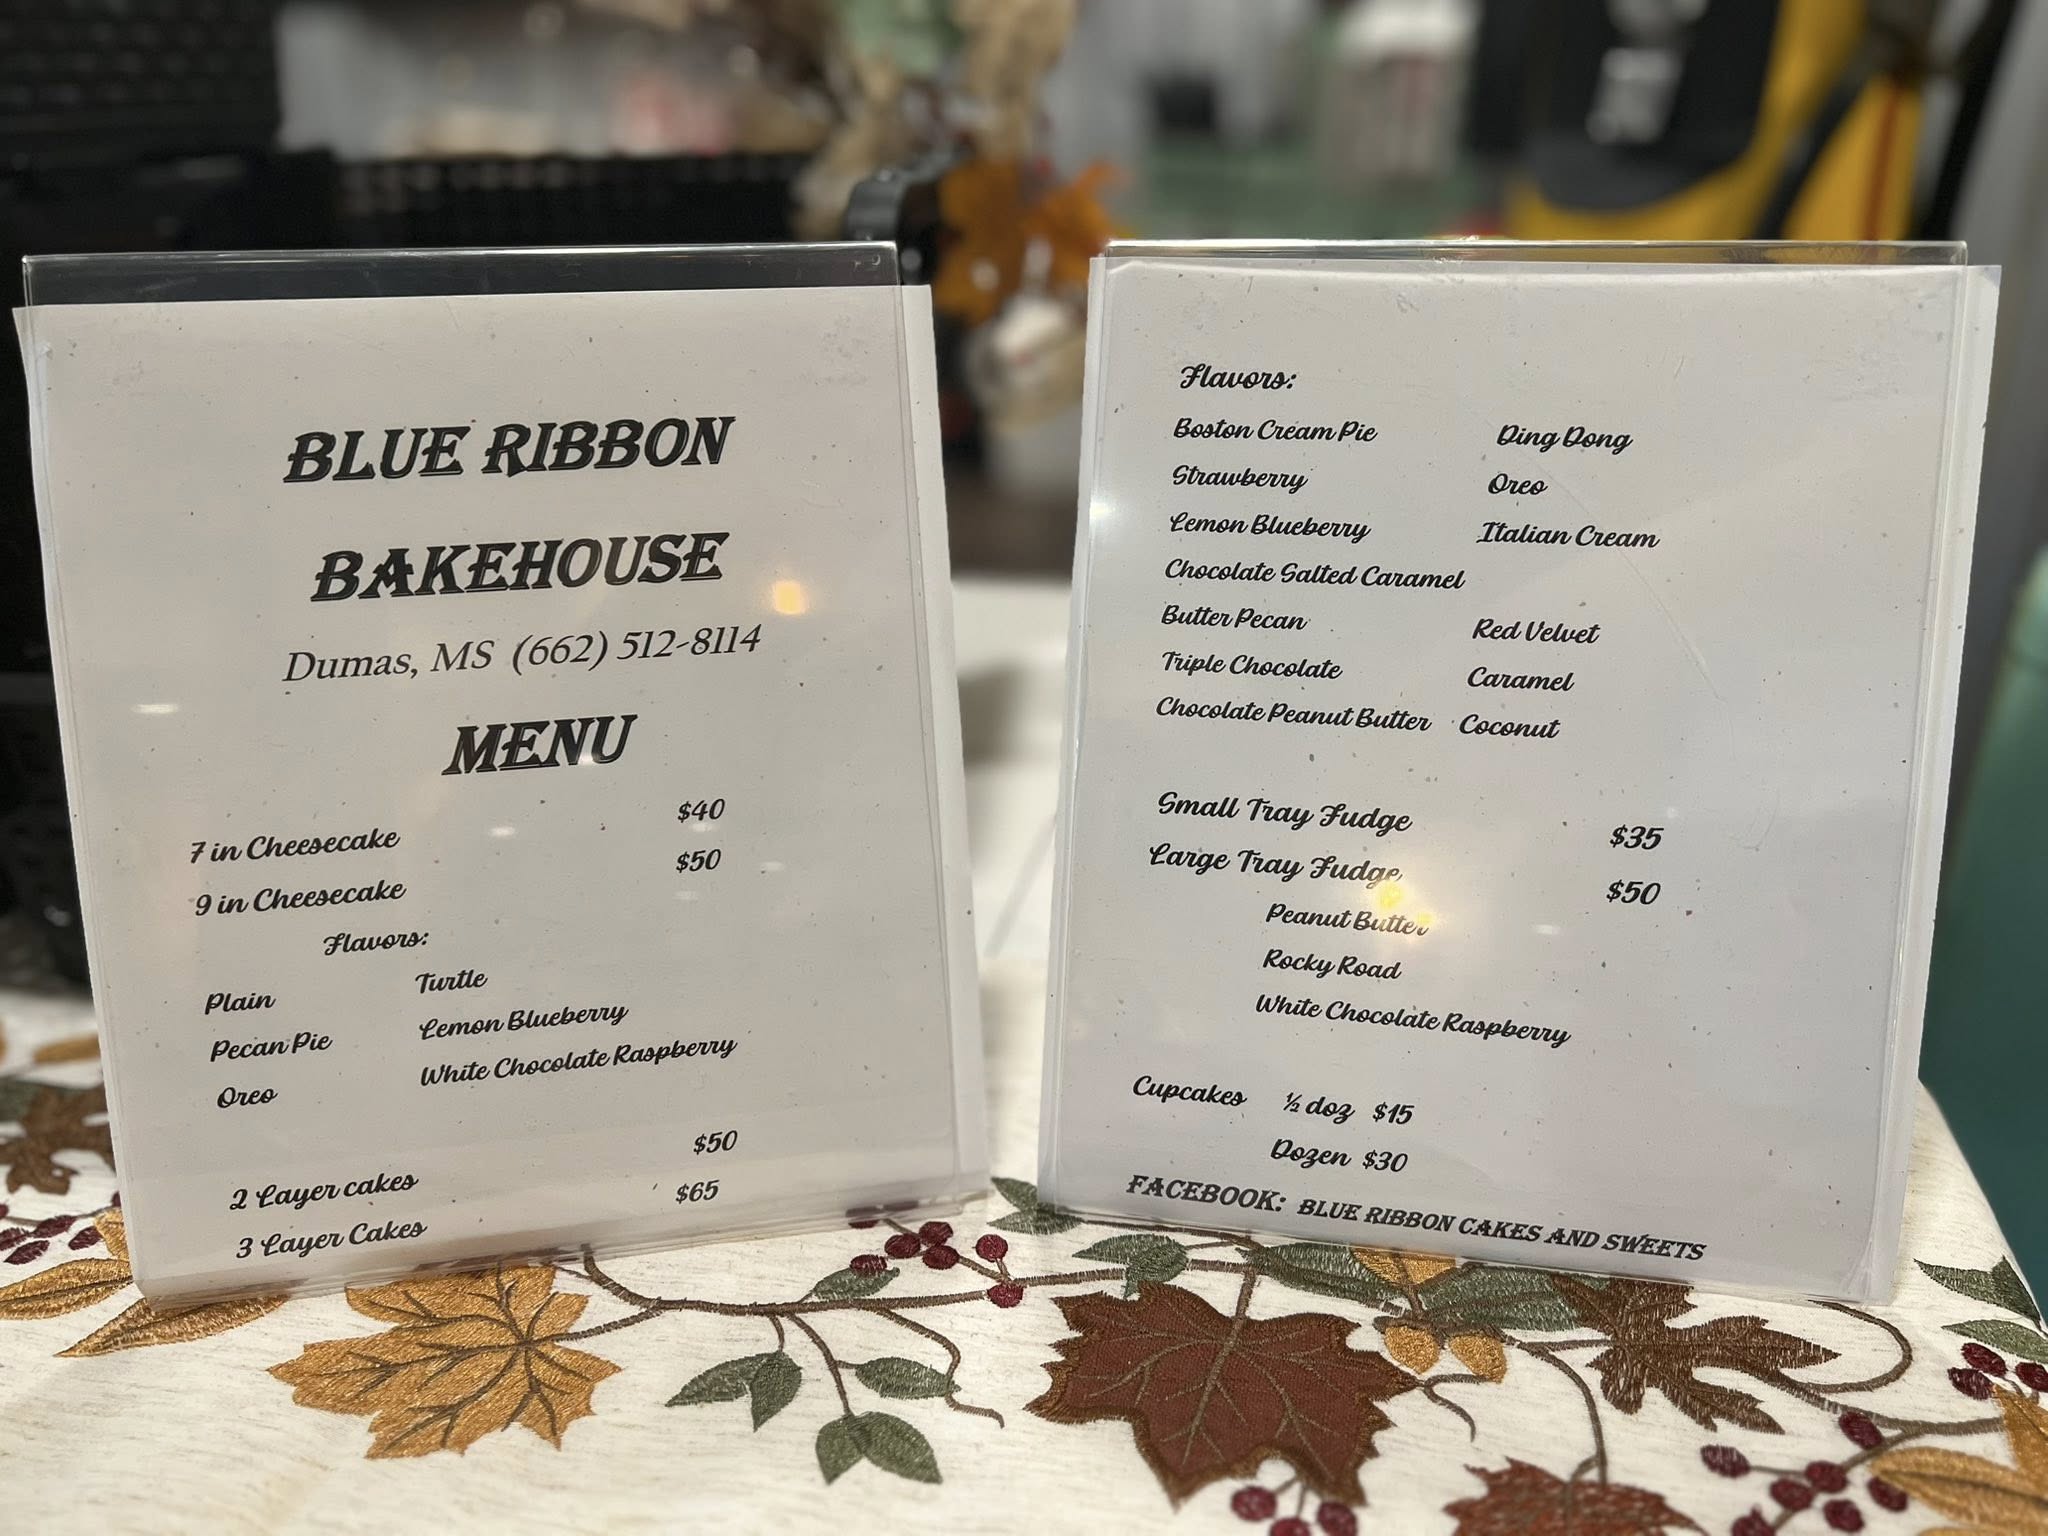 BLUE RIBBON
BAKEHOUSE
Dumas, MS (662) 512-8114
MENU
7 in Cheesecake $40
9 in Cheesecake $50
Flavors:
Plain Turtle
Pecan Pie Lemon Blueberry
Oreo White Chocolate Raspberry
2 Layer cakes $50
3 Layer Cakes $65
Flavors:
Boston Cream Pie Ding Dong
Strawberry Oreo
Lemon Blueberry Italian Cream
Chocolate Salted Caramel
Butter Pecan Red Velvet
Triple Chocolate Caramel
Chocolate Peanut Butter Coconut
Small Tray Fudge $35
Large Tray Fudge $50
Peanut Butter
Rocky Road
White Chocolate Raspberry
Cupcakes ½ doz $15
Dozen $30
FACEBOOK: BLUE RIBBON CAKES AND SWEETS